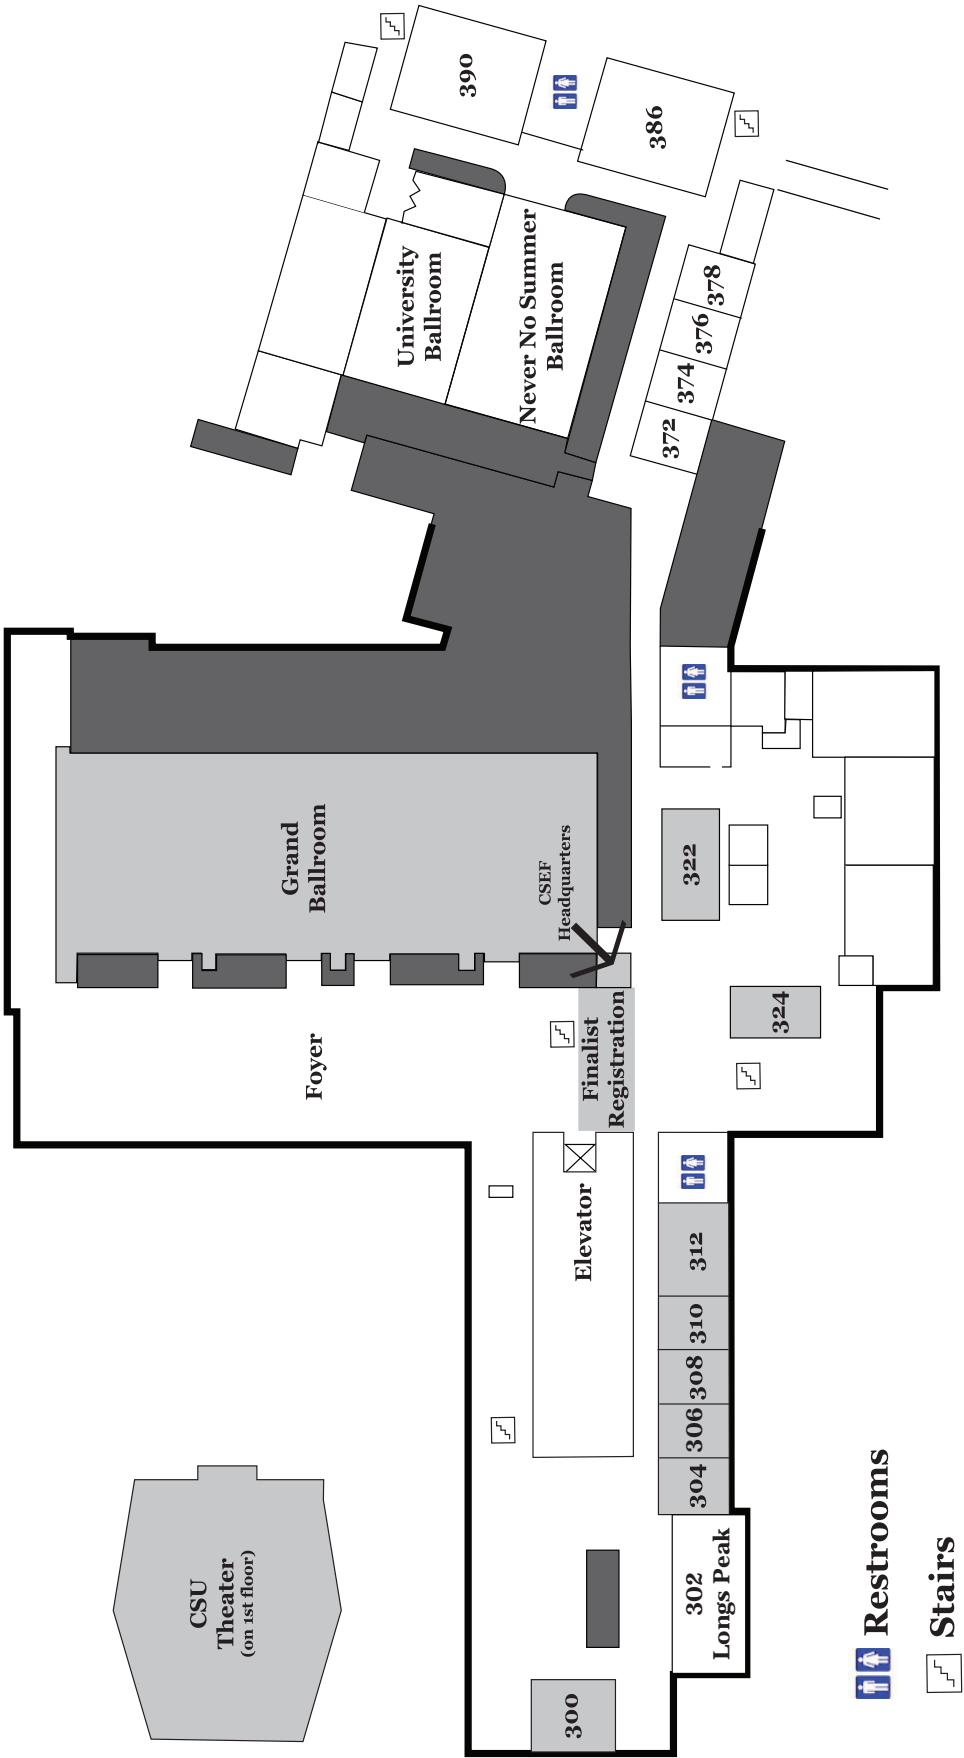 390
386
University
Ballroom
Never No Summer
Ballroom
378
376
374
372
Grand
Ballroom
CSEF
Headquarters
322
324
Foyer
Finalist
Registration
Elevator
312
310
308
306
304
302
Longs Peak
300
CSU
Theater
(on 1st floor)
Restrooms
Stairs